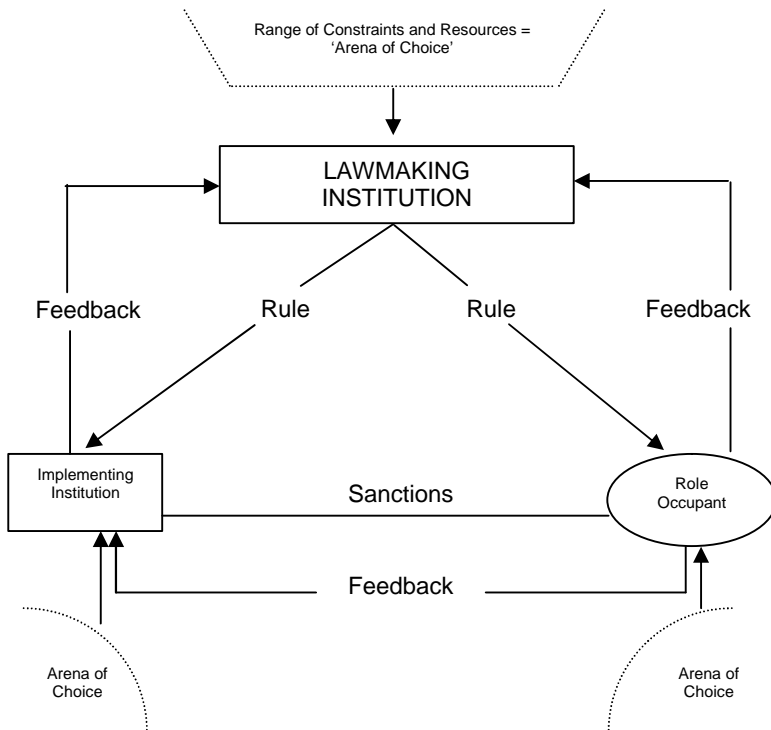 Range of Constraints and Resources =
‘Arena of Choice’
LAWMAKING
INSTITUTION
Feedback
Rule
Rule
Feedback
Implementing
Institution
Sanctions
Role
Occupant
Feedback
Arena of
Choice
Arena of
Choice